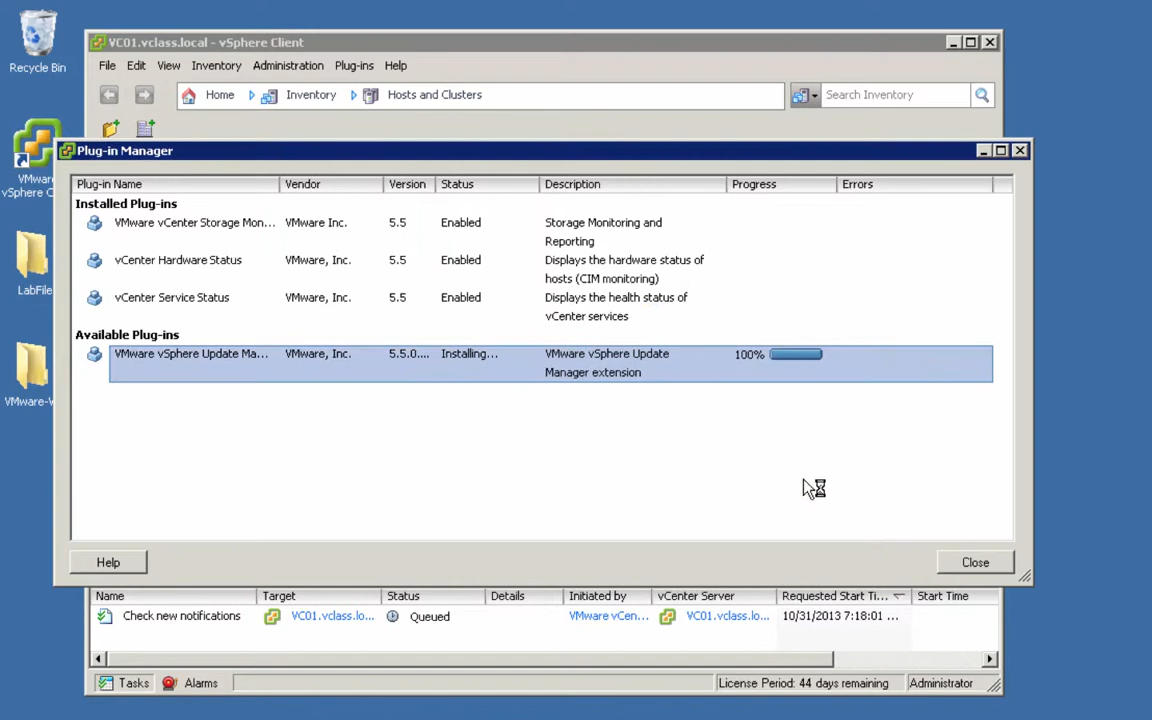 Recycle Bin
VMware
vSphere C
LabFile
VMware-V
VC01.vclass.local - vSphere Client
File Edit View Inventory Administration Plug-ins Help
Home Inventory Hosts and Clusters Search Inventory
Plug-in Manager
Plug-in Name Vendor Version Status Description Progress Errors
Installed Plug-ins
VMware vCenter Storage Mon... VMware Inc. 5.5 Enabled Storage Monitoring and
Reporting
vCenter Hardware Status VMware, Inc. 5.5 Enabled Displays the hardware status of
hosts (CIM monitoring)
vCenter Service Status VMware, Inc. 5.5 Enabled Displays the health status of
vCenter services
Available Plug-ins
VMware vSphere Update Ma... VMware, Inc. 5.5.0.... Installing... VMware vSphere Update 100%
Manager extension
Help Close
Name Target Status Details Initiated by vCenter Server Requested Start Ti... Start Time
Check new notifications VC01.vclass.lo... Queued VMware vCen... VC01.vclass.lo... 10/31/2013 7:18:01 ...
Tasks Alarms License Period: 44 days remaining Administrator